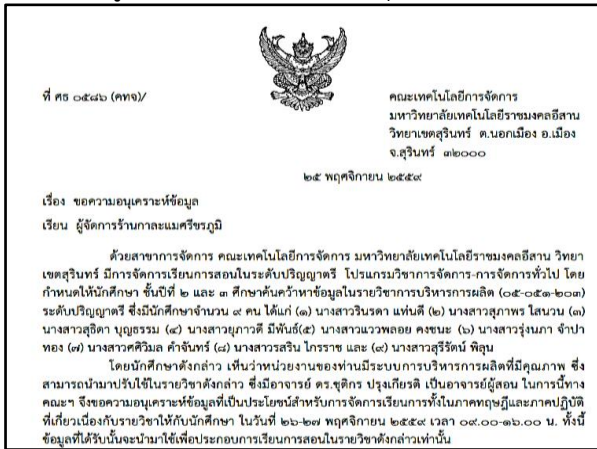 ที่ ศธ ๐๕๘๖ (คทจ)/
คณะเทคโนโลยีการจัดการ
มหาวิทยาลัยเทคโนโลยีราชมงคลอีสาน
วิทยาเขตสุรินทร์ ต.นอกเมือง อ.เมือง
จ.สุรินทร์ ๓๒๐๐๐
๒๕ พฤศจิกายน ๒๕๕๙
เรื่อง ขอความอนุเคราะห์ข้อมูล
เรียน ผู้จัดการร้านกาละแมศรีขรภูมิ
ด้วยสาขาการจัดการ คณะเทคโนโลยีการจัดการ มหาวิทยาลัยเทคโนโลยีราชมงคลอีสาน วิทยา
เขตสุรินทร์ มีการจัดการเรียนการสอนในระดับปริญญาตรี โปรแกรมวิชาการจัดการ-การจัดการทั่วไป โดย
กำหนดให้นักศึกษา ชั้นปีที่ ๒ และ ๓ ศึกษาค้นคว้าหาข้อมูลในรายวิชาการบริหารการผลิต (๐๕-๐๕๑-๒๐๓)
ระดับปริญญาตรี ซึ่งมีนักศึกษาจำนวน ๙ คน ได้แก่ (๑) นางสาววรินรดา แท่นดี (๒) นางสาวสุภาพร ใสนวน (๓)
นางสาวสุธิดา บุญธรรม (๔) นางสาวยุภาวดี มีพันธ์(๕) นางสาวแววพลอย คงชนะ (๖) นางสาวรุ่งนภา จำปา
ทอง (๗) นางสาวศศิวิมล คำจันทร์ (๘) นางสาวรสริน ไกรราช และ (๙) นางสาวสุรีรัตน์ พิลุน
โดยนักศึกษาดังกล่าว เห็นว่าหน่วยงานของท่านมีระบบการบริหารการผลิตที่มีคุณภาพ ซึ่ง
สามารถนำมาปรับใช้ในรายวิชาดังกล่าว ซึ่งมีอาจารย์ ดร.ชุติกร ปรุงเกียรติ เป็นอาจารย์ผู้สอน ในการนี้ทาง
คณะฯ จึงขอความอนุเคราะห์ข้อมูลที่เป็นประโยชน์สำหรับการจัดการเรียนการทั้งในภาคทฤษฎีและภาคปฏิบัติ
ที่เกี่ยวเนื่องกับรายวิชาให้กับนักศึกษา ในวันที่ ๒๖-๒๗ พฤศจิกายน ๒๕๕๙ เวลา ๐๙.๐๐-๑๖.๐๐ น. ทั้งนี้
ข้อมูลที่ได้รับนั้นจะนำมาใช้เพื่อประกอบการเรียนการสอนในรายวิชาดังกล่าวเท่านั้น